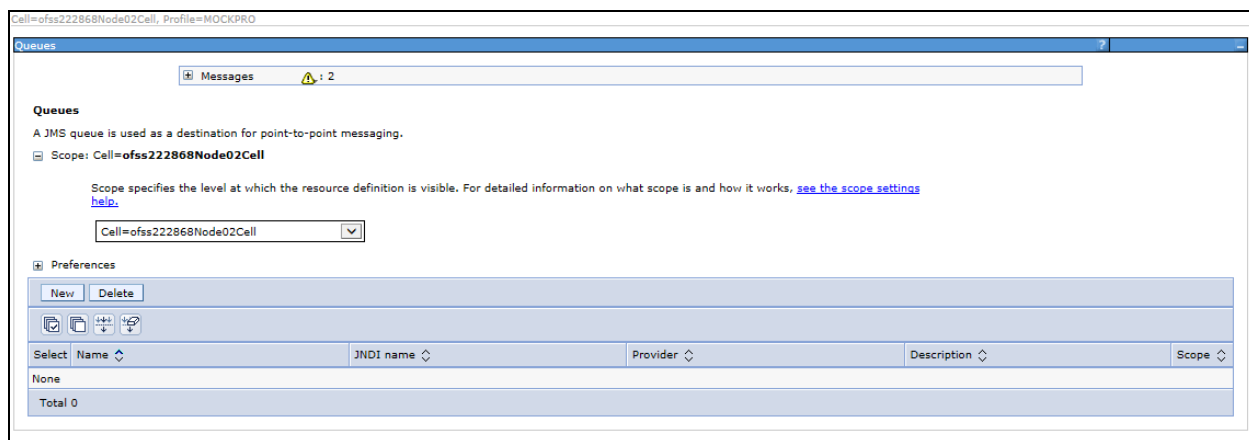 Cell=ofss222868Node02Cell, Profile=MOCKPRO
Queues ? _
Messages : 2
Queues
A JMS queue is used as a destination for point-to-point messaging.
Scope: Cell=ofss222868Node02Cell
Scope specifies the level at which the resource definition is visible. For detailed information on what scope is and how it works, see the scope settings
help.
Cell=ofss222868Node02Cell
Preferences
New Delete
Select Name JNDI name Provider Description Scope
None
Total 0